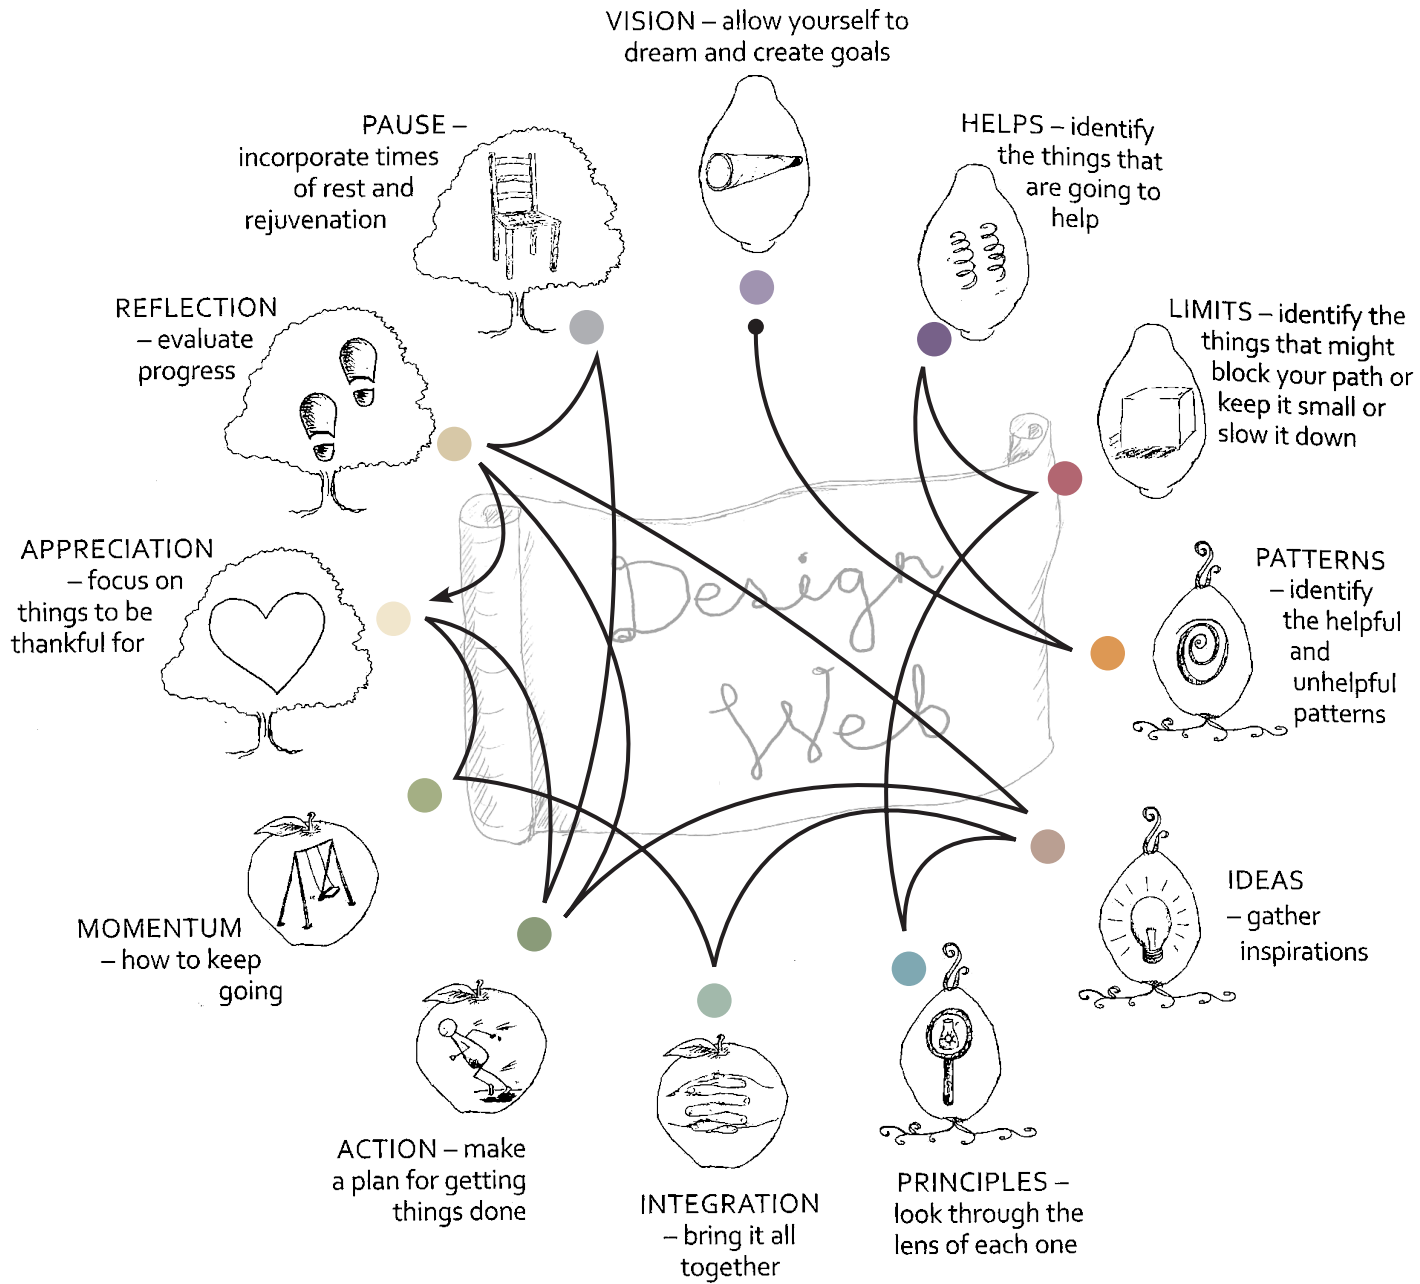 VISION – allow yourself to
dream and create goals
HELPS – identify
the things that
are going to
help
LIMITS – identify the
things that might
block your path or
keep it small or
slow it down
PATTERNS
– identify
the helpful
and
unhelpful
patterns
IDEAS
– gather
inspirations
PRINCIPLES –
look through the
lens of each one
INTEGRATION
– bring it all
together
ACTION – make
a plan for getting
things done
MOMENTUM
– how to keep
going
APPRECIATION
– focus on
things to be
thankful for
REFLECTION
– evaluate
progress
PAUSE –
incorporate times
of rest and
rejuvenation
Design
Web